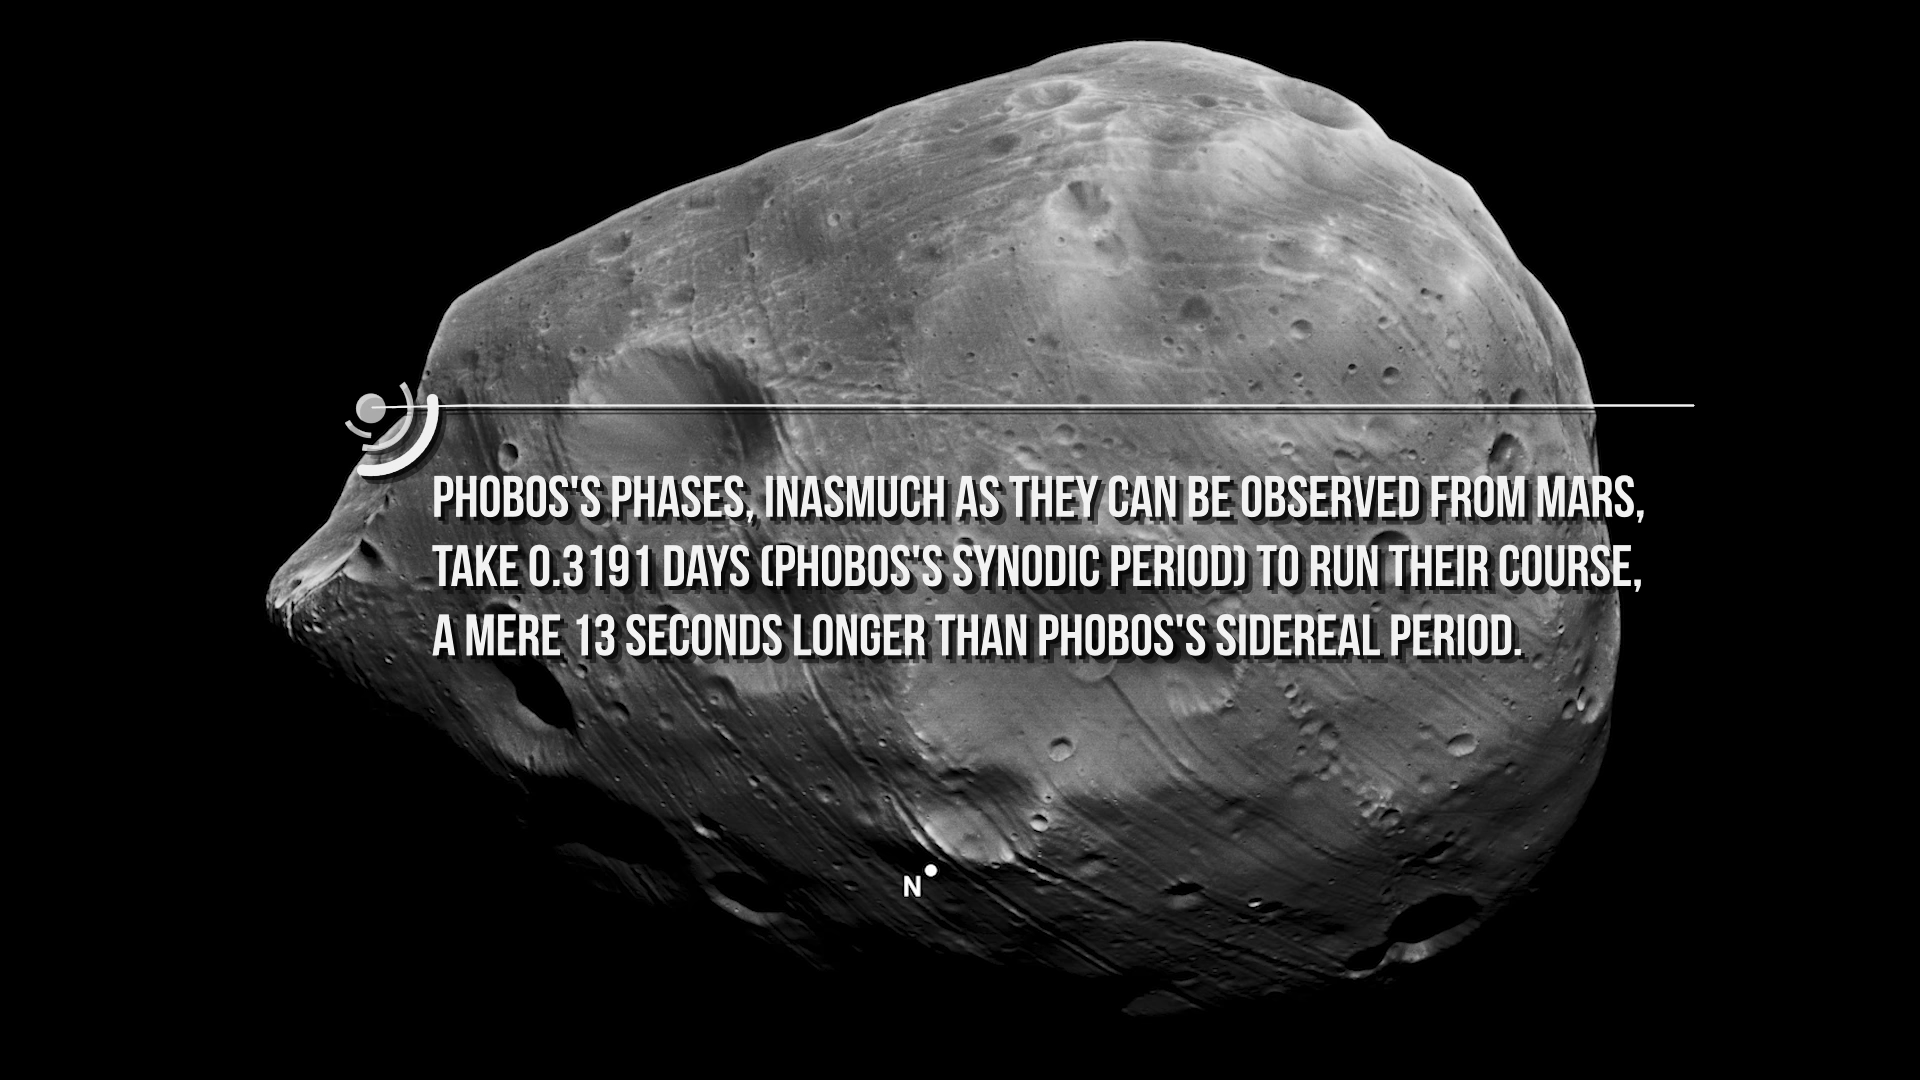 PHOBOS'S PHASES, INASMUCH AS THEY CAN BE OBSERVED FROM MARS,
TAKE 0.3191 DAYS (PHOBOS'S SYNODIC PERIOD) TO RUN THEIR COURSE,
A MERE 13 SECONDS LONGER THAN PHOBOS'S SIDEREAL PERIOD.
N